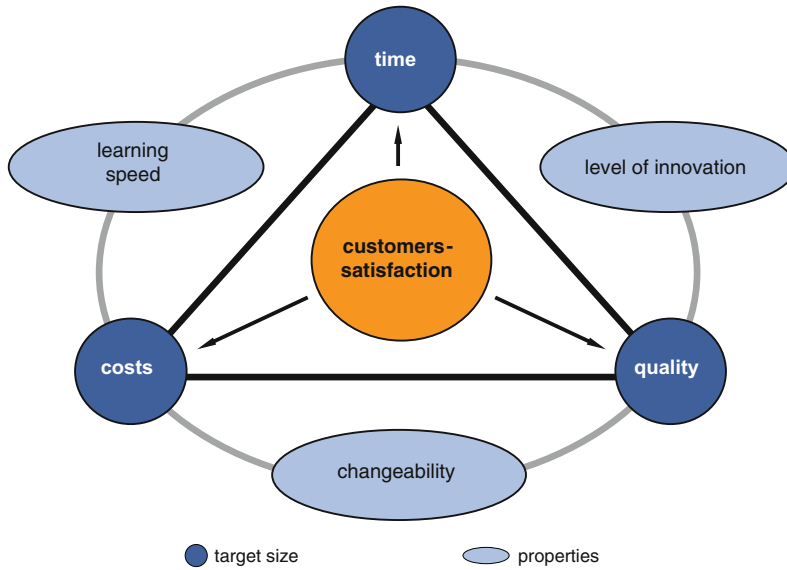 time
learning
speed
level of innovation
customers-
satisfaction
costs
quality
changeability
target size
properties